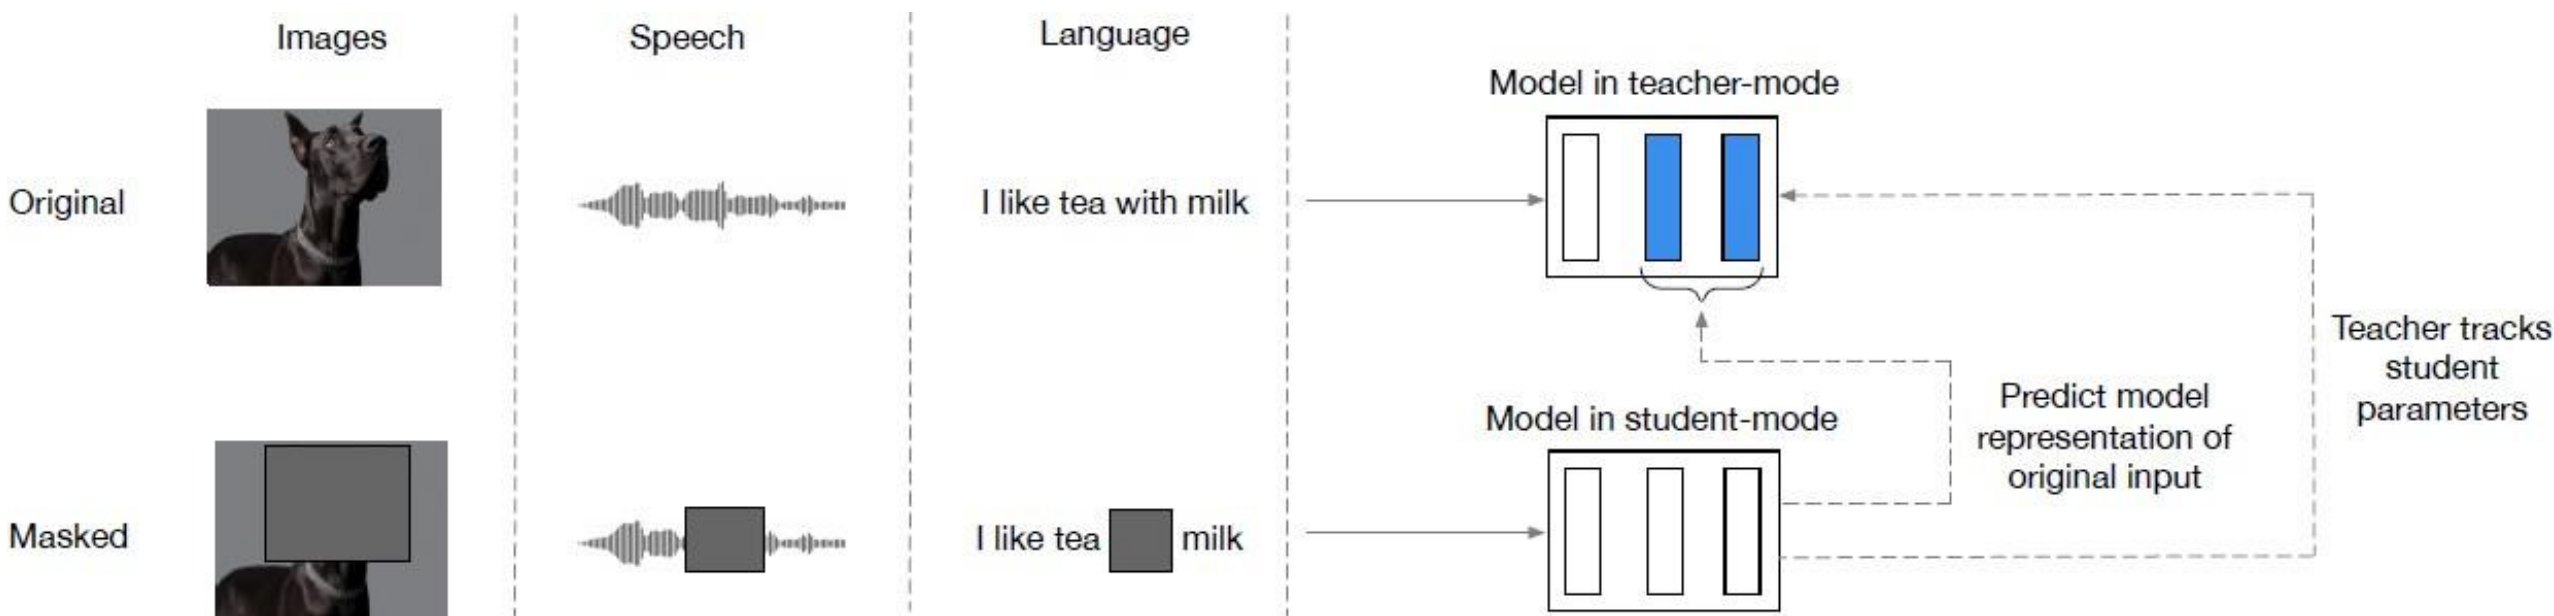 Images
Speech
Language
Model in teacher-mode
Original
I like tea with milk
Teacher tracks
student
parameters
Predict model
representation of
original input
Model in student-mode
Masked
I like tea milk